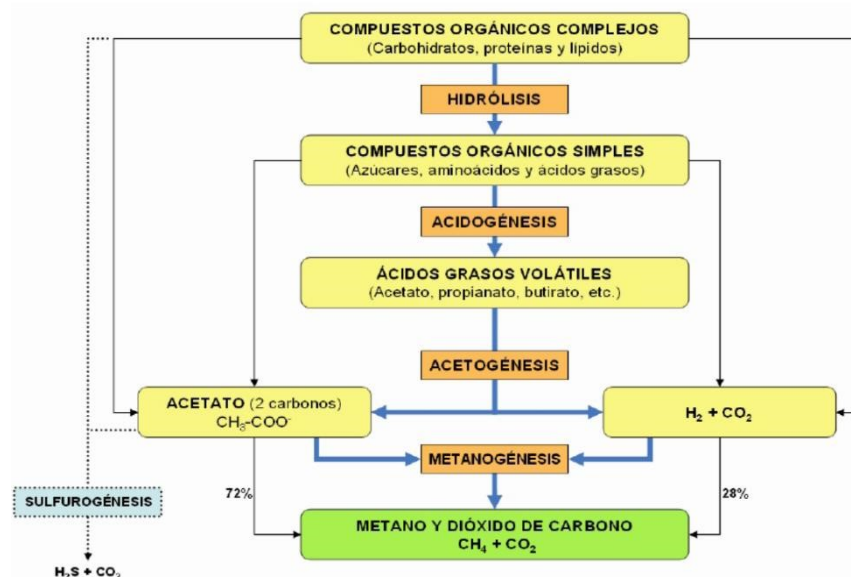 COMPUESTOS ORGÁNICOS COMPLEJOS
(Carbohidratos, proteínas y lípidos)
HIDRÓLISIS
COMPUESTOS ORGÁNICOS SIMPLES
(Azúcares, aminoácidos y ácidos grasos)
ACIDOGÉNESIS
ÁCIDOS GRASOS VOLÁTILES
(Acetato, propianato, butirato, etc.)
ACETOGÉNESIS
ACETATO (2 carbonos)
CH₃-COO⁻
H₂ + CO₂
METANOGÉNESIS
SULFUROGÉNESIS
72%
28%
METANO Y DIÓXIDO DE CARBONO
CH₄ + CO₂
H₂S + CO₂